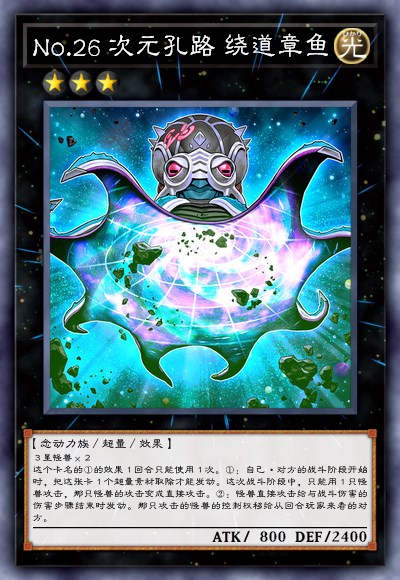 No.26 次元孔路 绕道章鱼
光
【念动力族／超量／效果】
3星怪兽×2
这个卡名的①的效果1回合只能使用1次。①：自己·对方的战斗阶段开始
时，把这张卡1个超量素材取除才能发动。这次战斗阶段中，只能用1只怪
兽攻击，那只怪兽的攻击变成直接攻击。②：怪兽直接攻击给与战斗伤害的
伤害步骤结束时发动。那只攻击的怪兽的控制权移给从回合玩家来看的对
方。
ATK/ 800 DEF/2400